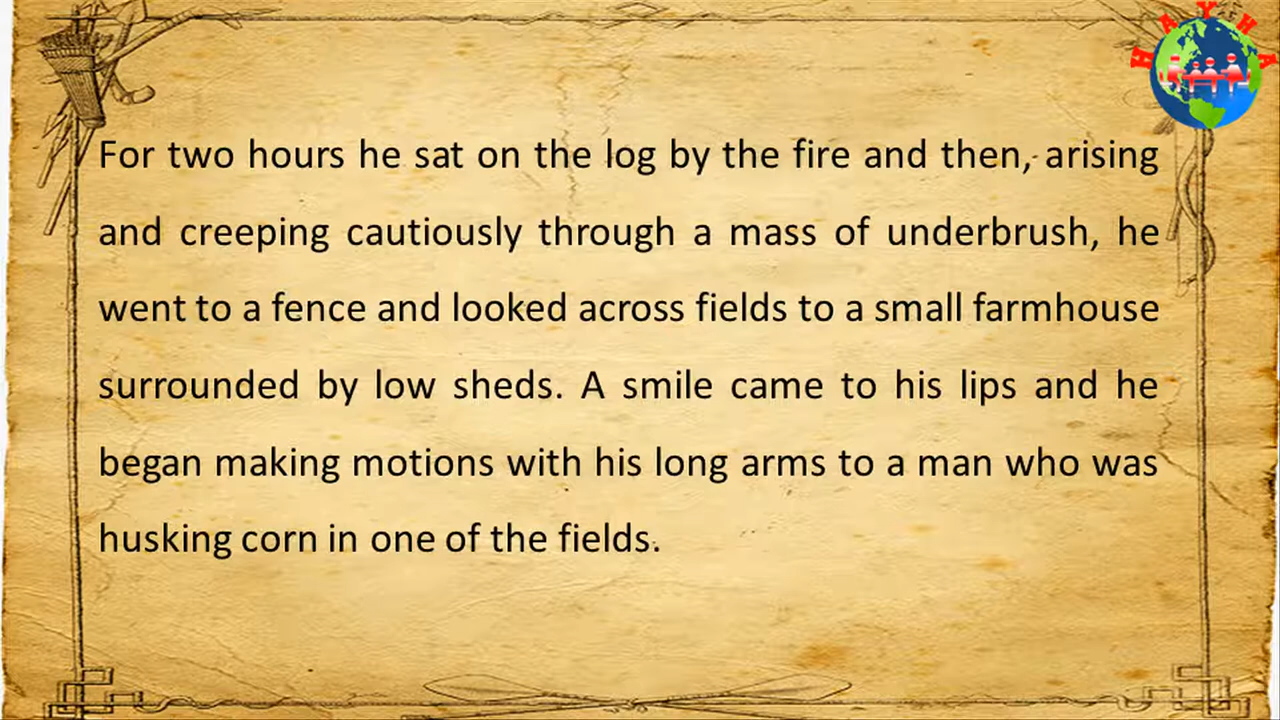 HAYHA
For two hours he sat on the log by the fire and then, arising
and creeping cautiously through a mass of underbrush, he
went to a fence and looked across fields to a small farmhouse
surrounded by low sheds. A smile came to his lips and he
began making motions with his long arms to a man who was
husking corn in one of the fields.